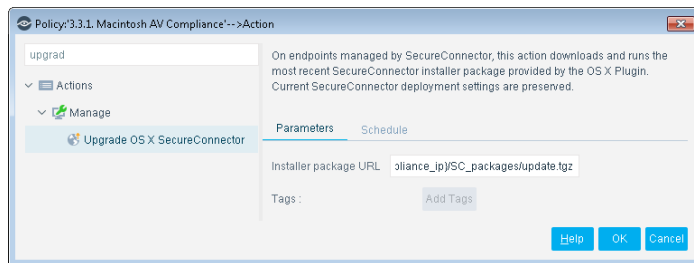 Policy:'3.3.1. Macintosh AV Compliance'-->Action
upgrad
Actions
Manage
Upgrade OS X SecureConnector
On endpoints managed by SecureConnector, this action downloads and runs the
most recent SecureConnector installer package provided by the OS X Plugin.
Current SecureConnector deployment settings are preserved.
Parameters
Schedule
Installer package URL
pliance_ip)/SC_packages/update.tgz
Tags :
Add Tags
Help
OK
Cancel